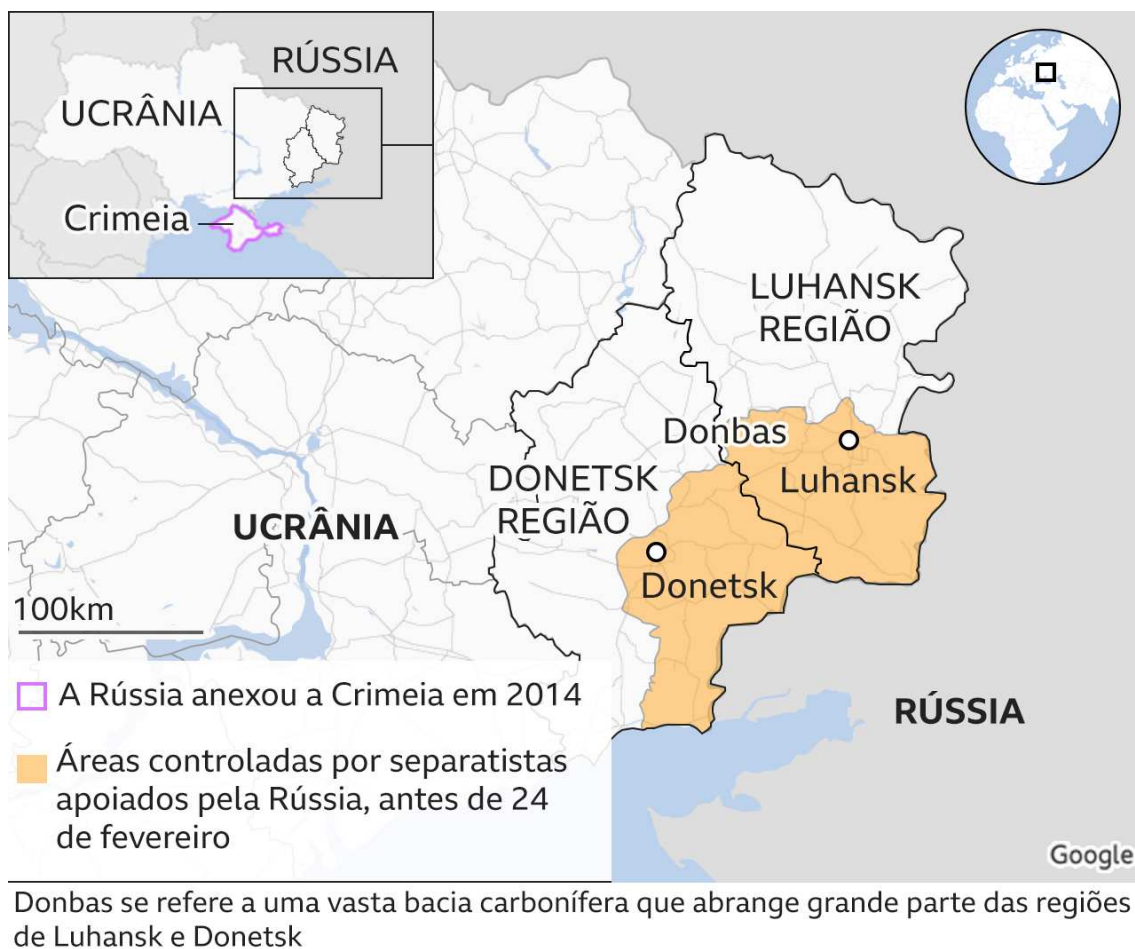 RÚSSIA
UCRÂNIA
Crimeia
LUHANSK
REGIÃO
Donbas
Luhansk
DONETSK
REGIÃO
UCRÂNIA
Donetsk
100km
RÚSSIA
A Rússia anexou a Crimeia em 2014
Áreas controladas por separatistas
apoiados pela Rússia, antes de 24
de fevereiro
Google
Donbas se refere a uma vasta bacia carbonífera que abrange grande parte das regiões
de Luhansk e Donetsk